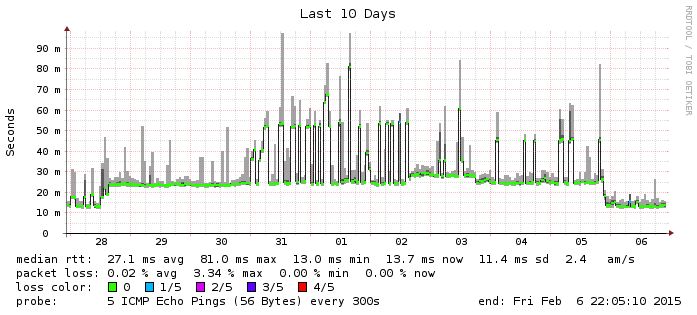 Last 10 Days
RRDTOOL / TOBI OETIKER
Seconds
90 m
80 m
70 m
60 m
50 m
40 m
30 m
20 m
10 m
0
28 29 30 31 01 02 03 04 05 06
median rtt: 27.1 ms avg 81.0 ms max 13.0 ms min 13.7 ms now 11.4 ms sd 2.4 am/s
packet loss: 0.02 % avg 3.34 % max 0.00 % min 0.00 % now
loss color: 0 1/5 2/5 3/5 4/5
probe: 5 ICMP Echo Pings (56 Bytes) every 300s end: Fri Feb 6 22:05:10 2015